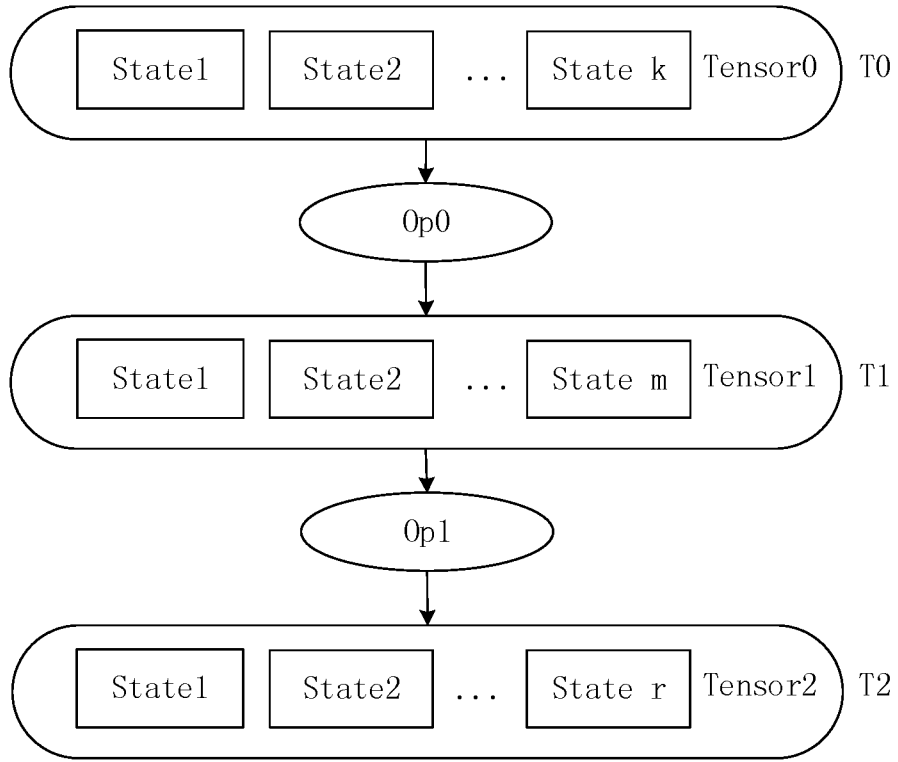 State1 State2 ... State k Tensor0 T0
Op0
State1 State2 ... State m Tensor1 T1
Op1
State1 State2 ... State r Tensor2 T2